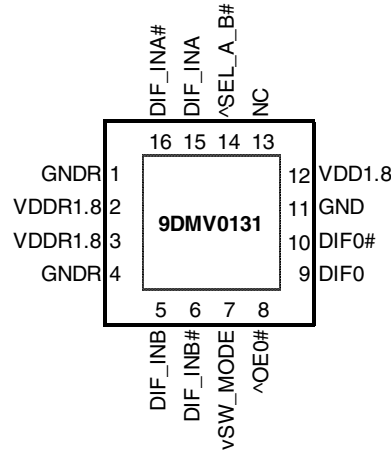 DIF_INA#
DIF_INA
^SEL_A_B#
NC
16 15 14 13
GNDR 1
VDDR1.8 2
VDDR1.8 3
GNDR 4
9DMV0131
12 VDD1.8
11 GND
10 DIF0#
9 DIF0
5 6 7 8
DIF_INB
DIF_INB#
vSW_MODE
^OE0#